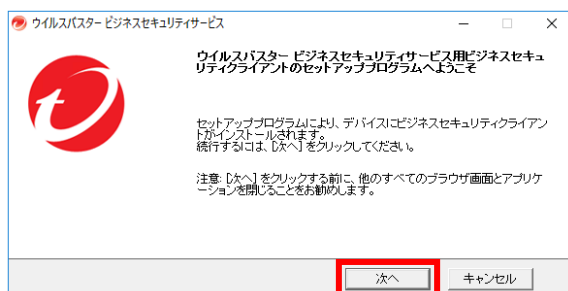 ウイルスバスター ビジネスセキュリティサービス
ウイルスバスター ビジネスセキュリティサービス用ビジネスセキュ
リティクライアントのセットアッププログラムへようこそ
セットアッププログラムにより、デバイスにビジネスセキュリティクライアン
トがインストールされます。
続行するには、[次へ] をクリックしてください。
注意: [次へ] をクリックする前に、他のすべてのブラウザ画面とアプリケ
ーションを閉じることをお勧めします。
次へ
キャンセル